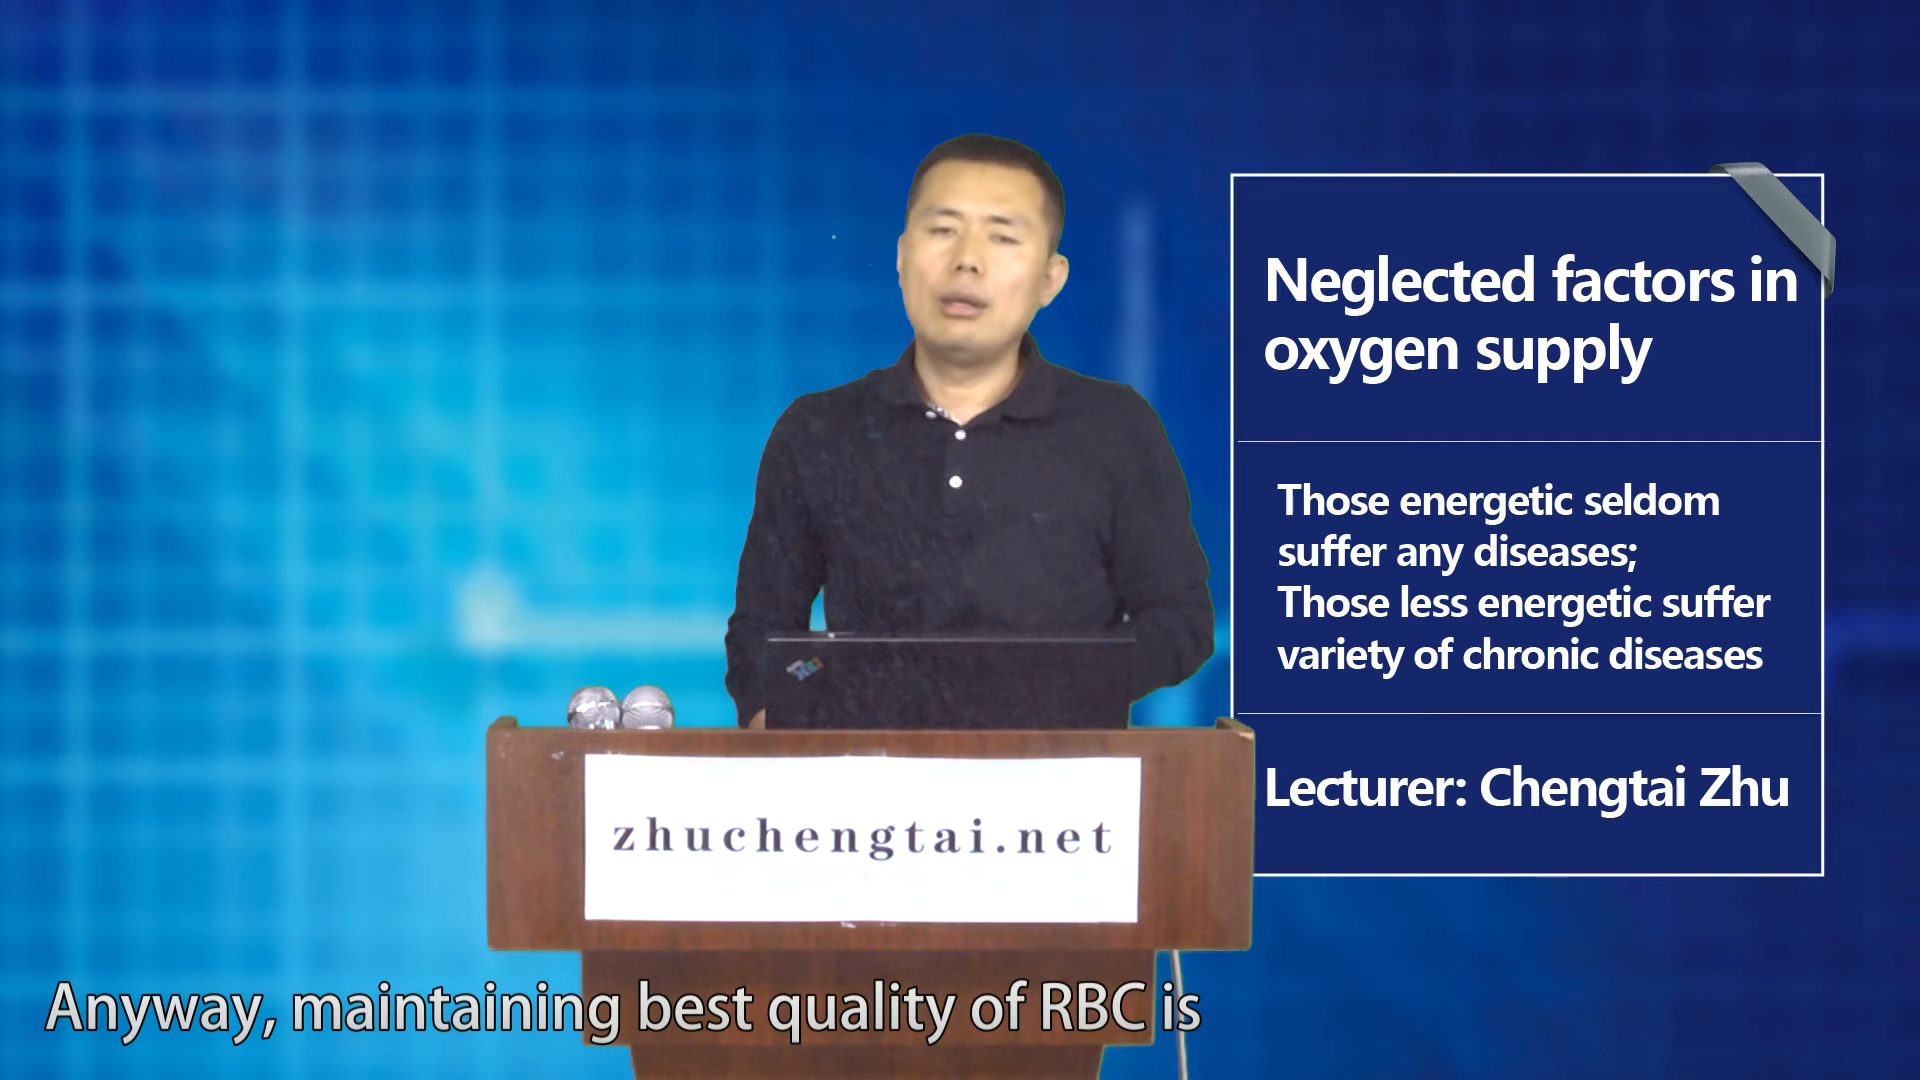 Neglected factors in
oxygen supply
Those energetic seldom
suffer any diseases;
Those less energetic suffer
variety of chronic diseases
Lecturer: Chengtai Zhu
zhuchengtai.net
Anyway, maintaining best quality of RBC is